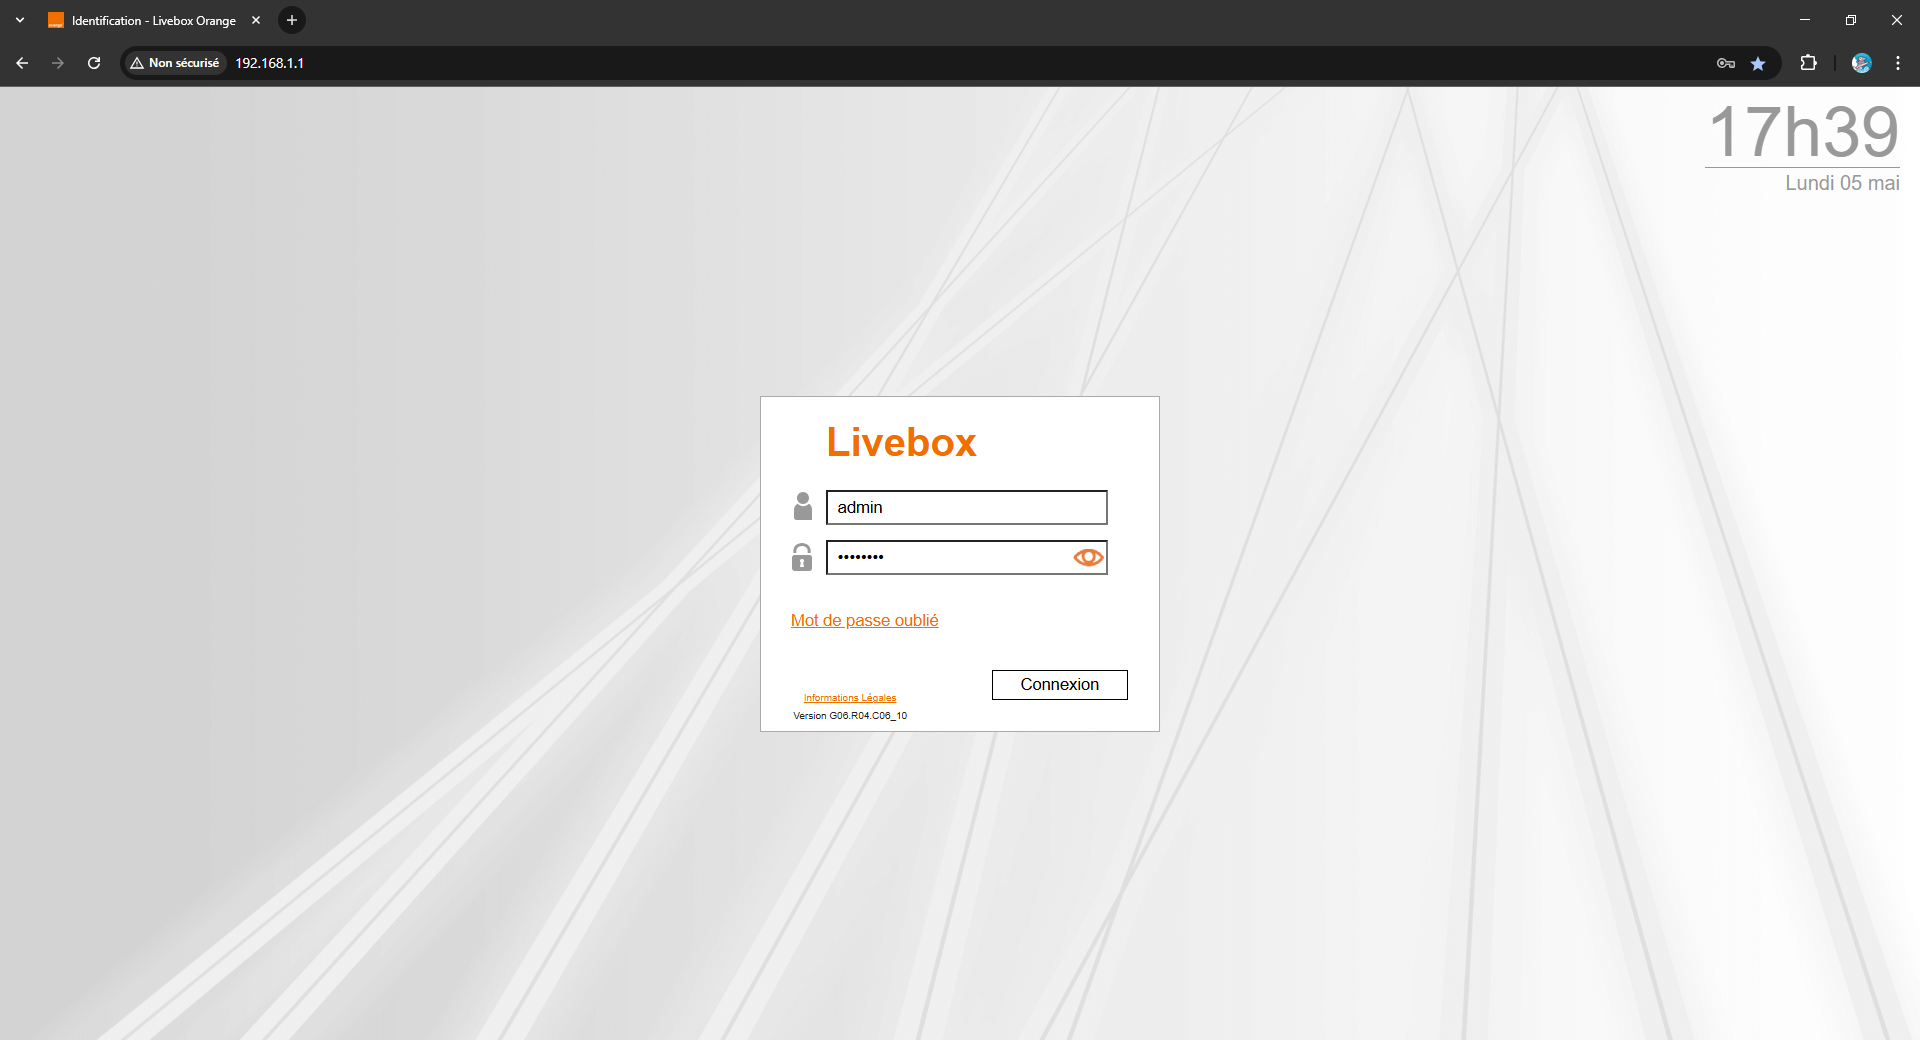 Identification - Livebox Orange
Non sécurisé
192.168.1.1
17h39
Lundi 05 mai
Livebox
admin
••••••••
Mot de passe oublié
Connexion
Informations Légales
Version G06.R04.C06_10